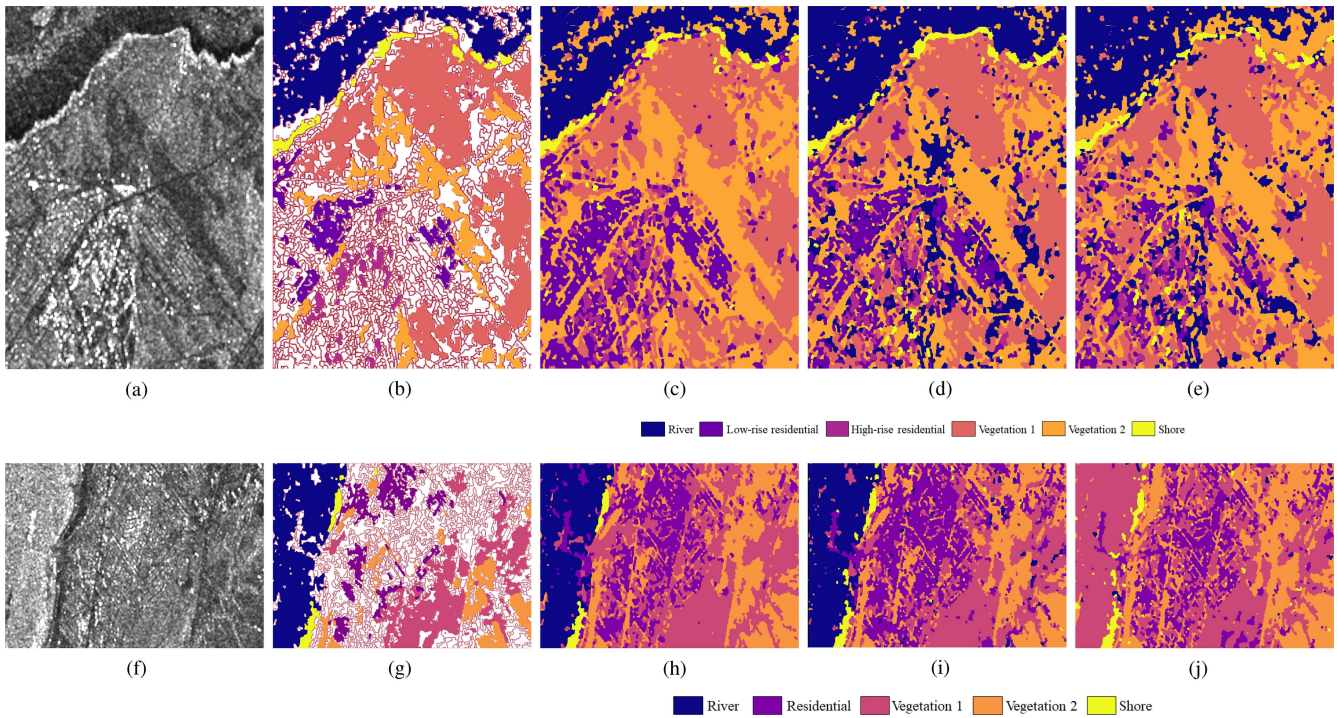 (a) (b) (c) (d) (e)
River Low-rise residential High-rise residential Vegetation 1 Vegetation 2 Shore
(f) (g) (h) (i) (j)
River Residential Vegetation 1 Vegetation 2 Shore